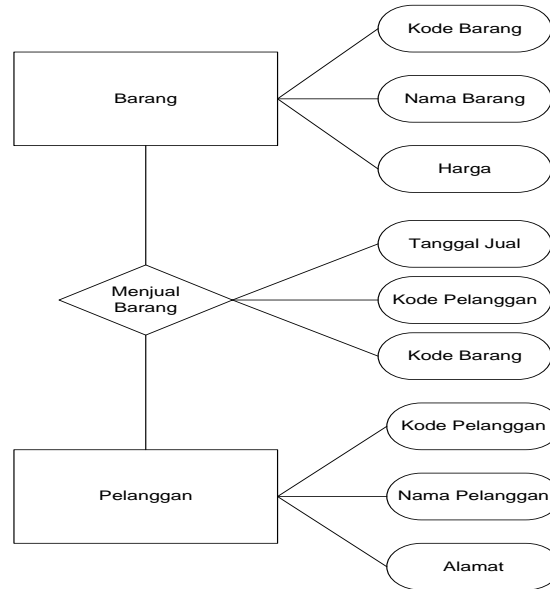 Kode Barang
Barang
Nama Barang
Harga
Tanggal Jual
Menjual
Barang
Kode Pelanggan
Kode Barang
Kode Pelanggan
Pelanggan
Nama Pelanggan
Alamat